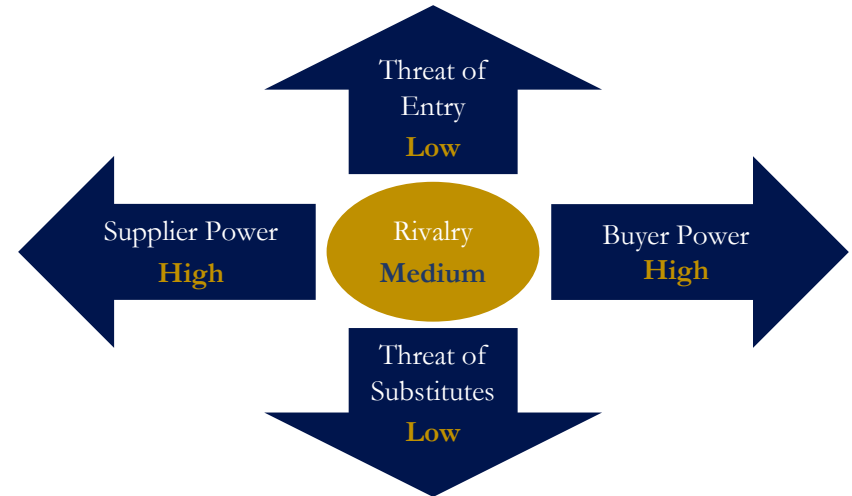 Threat of
Entry
Low
Supplier Power
High
Rivalry
Medium
Buyer Power
High
Threat of
Substitutes
Low